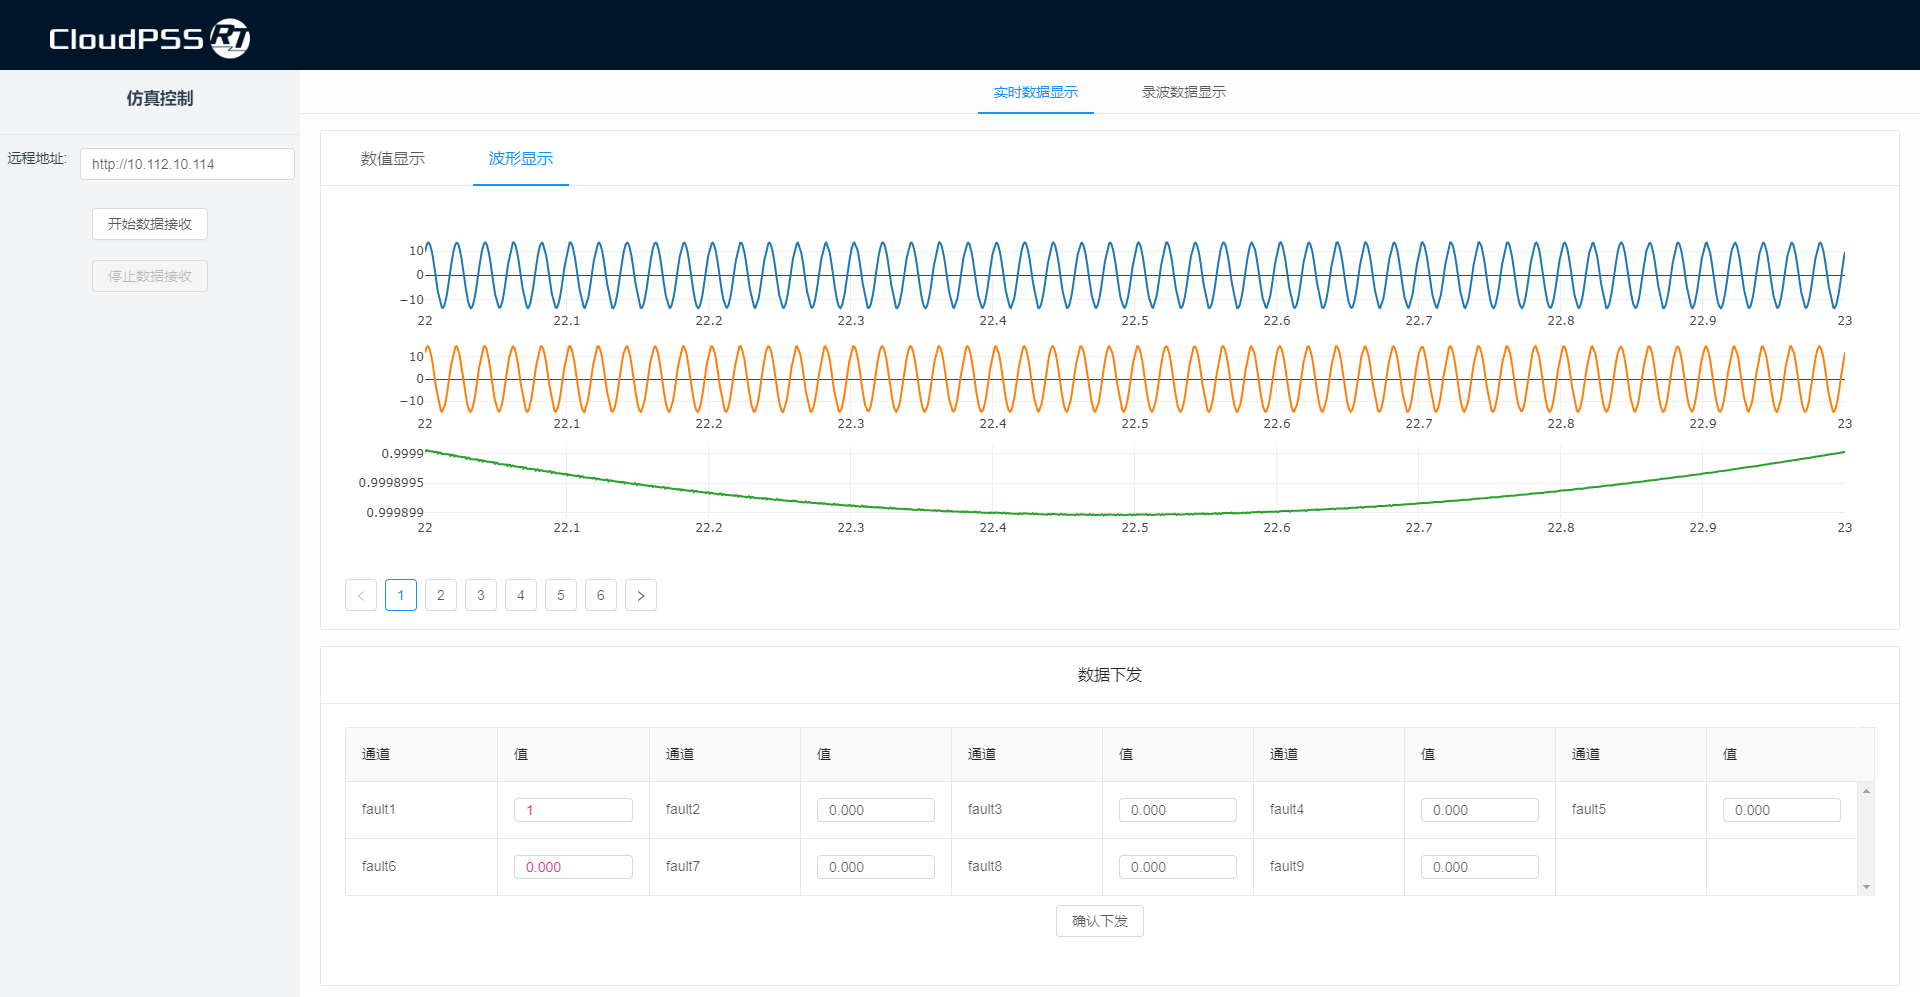 CloudPSS RT
仿真控制
远程地址:
http://10.112.10.114
开始数据接收
停止数据接收
实时数据显示 录波数据显示
数值显示 波形显示
10
0
−10
22 22.1 22.2 22.3 22.4 22.5 22.6 22.7 22.8 22.9 23
10
0
−10
22 22.1 22.2 22.3 22.4 22.5 22.6 22.7 22.8 22.9 23
0.9999
0.9998995
0.999899
22 22.1 22.2 22.3 22.4 22.5 22.6 22.7 22.8 22.9 23
< 1 2 3 4 5 6 >
数据下发
通道 值 通道 值 通道 值 通道 值 通道 值
fault1 1 fault2 0.000 fault3 0.000 fault4 0.000 fault5 0.000
fault6 0.000 fault7 0.000 fault8 0.000 fault9 0.000
确认下发